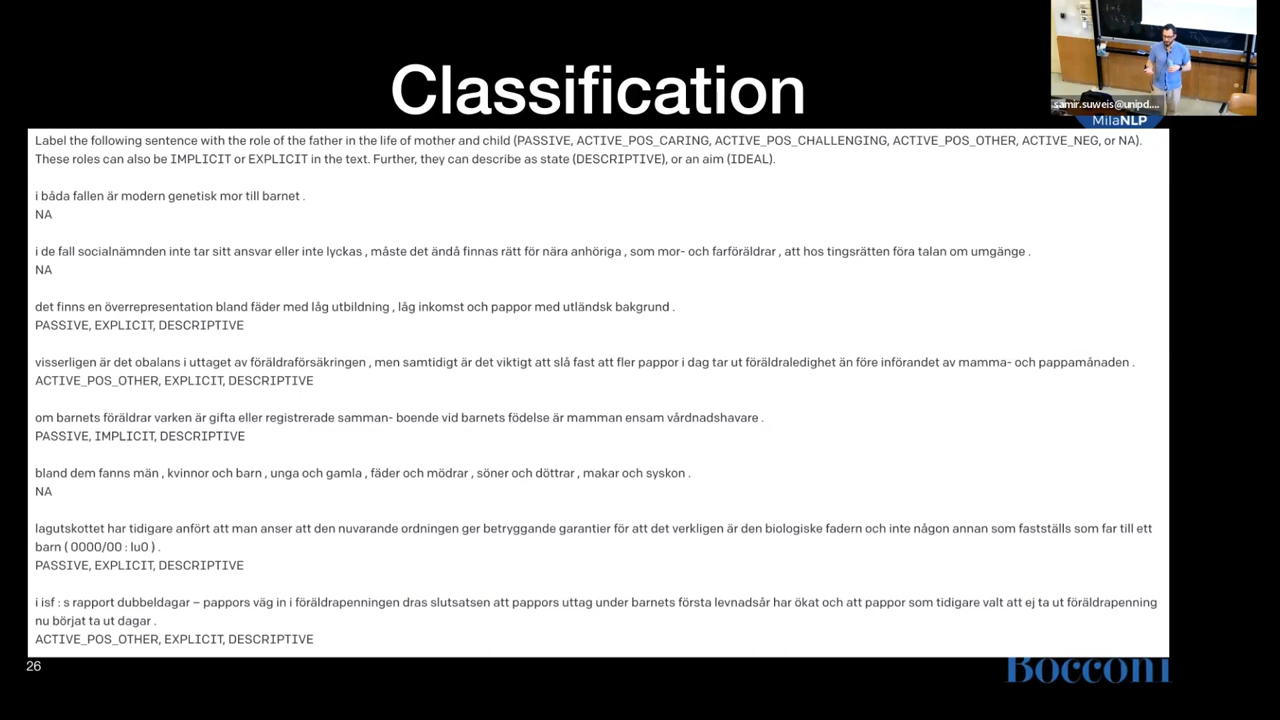 Classification
samir.suweis@unipd....
MilaNLP
Label the following sentence with the role of the father in the life of mother and child (PASSIVE, ACTIVE_POS_CARING, ACTIVE_POS_CHALLENGING, ACTIVE_POS_OTHER, ACTIVE_NEG, or NA).
These roles can also be IMPLICIT or EXPLICIT in the text. Further, they can describe as state (DESCRIPTIVE), or an aim (IDEAL).
i båda fallen är modern genetisk mor till barnet .
NA
i de fall socialnämnden inte tar sitt ansvar eller inte lyckas , måste det ändå finnas rätt för nära anhöriga , som mor- och farföräldrar , att hos tingsrätten föra talan om umgänge .
NA
det finns en överrepresentation bland fäder med låg utbildning , låg inkomst och pappor med utländsk bakgrund .
PASSIVE, EXPLICIT, DESCRIPTIVE
visserligen är det obalans i uttaget av föräldraförsäkringen , men samtidigt är det viktigt att slå fast att fler pappor i dag tar ut föräldraledighet än före införandet av mamma- och pappamånaden .
ACTIVE_POS_OTHER, EXPLICIT, DESCRIPTIVE
om barnets föräldrar varken är gifta eller registrerade samman- boende vid barnets födelse är mamman ensam vårdnadshavare .
PASSIVE, IMPLICIT, DESCRIPTIVE
bland dem fanns män , kvinnor och barn , unga och gamla , fäder och mödrar , söner och döttrar , makar och syskon .
NA
lagutskottet har tidigare anfört att man anser att den nuvarande ordningen ger betryggande garantier för att det verkligen är den biologiske fadern och inte någon annan som fastställs som far till ett
barn ( 0000/00 : lu0 ) .
PASSIVE, EXPLICIT, DESCRIPTIVE
i isf : s rapport dubbeldagar – pappors väg in i föräldrapenningen dras slutsatsen att pappors uttag under barnets första levnadsår har ökat och att pappor som tidigare valt att ej ta ut föräldrapenning
nu börjat ta ut dagar .
ACTIVE_POS_OTHER, EXPLICIT, DESCRIPTIVE
26
Bocconi